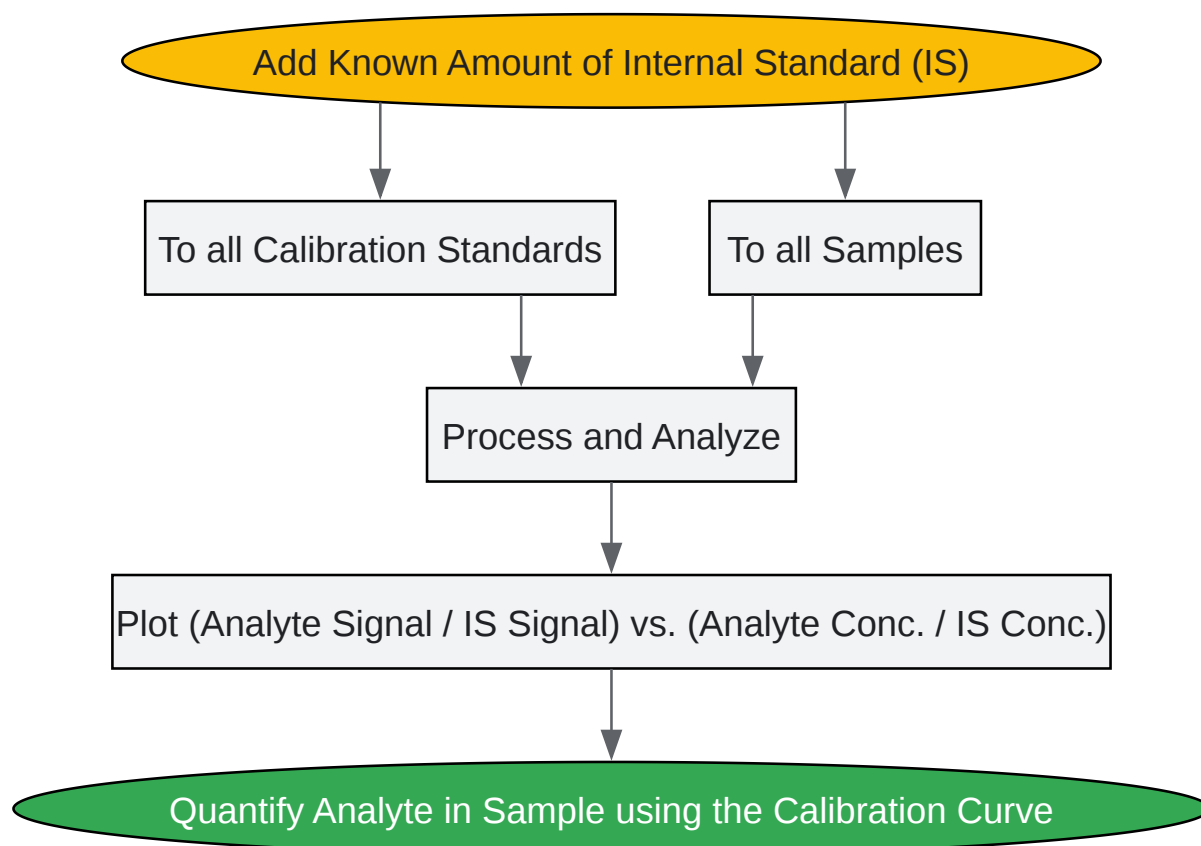 Add Known Amount of Internal Standard (IS)
To all Calibration Standards
To all Samples
Process and Analyze
Plot (Analyte Signal / IS Signal) vs. (Analyte Conc. / IS Conc.)
Quantify Analyte in Sample using the Calibration Curve